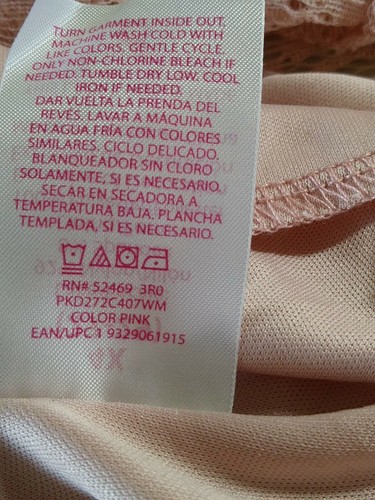 TURN GARMENT INSIDE OUT.
MACHINE WASH COLD WITH
LIKE COLORS. GENTLE CYCLE.
ONLY NON-CHLORINE BLEACH IF
NEEDED. TUMBLE DRY LOW. COOL
IRON IF NEEDED.
DAR VUELTA LA PRENDA DEL
REVÉS. LAVAR A MÁQUINA
EN AGUA FRÍA CON COLORES
SIMILARES. CICLO DELICADO.
BLANQUEADOR SIN CLORO
SOLAMENTE, SI ES NECESARIO.
SECAR EN SECADORA A
TEMPERATURA BAJA. PLANCHA
TEMPLADA, SI ES NECESARIO.
RN# 52469 3R0
PKD272C407WM
COLOR PINK
EAN/UPC 1 9329061915